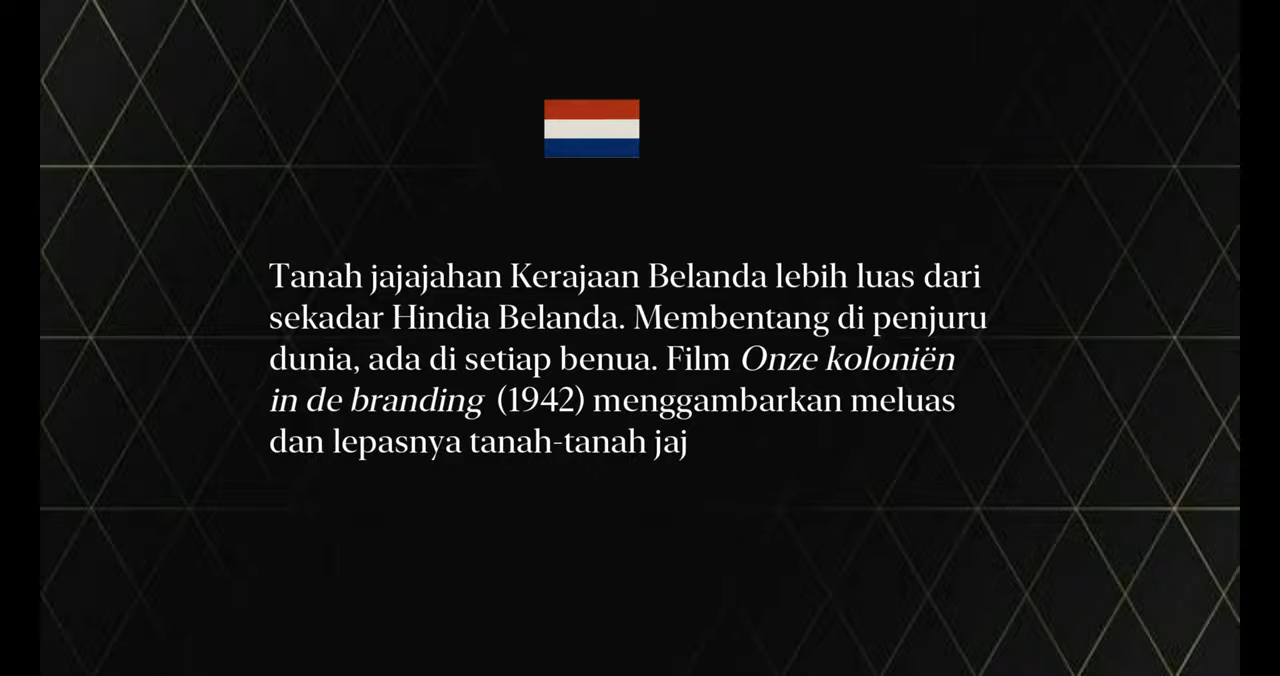 Tanah jajajahan Kerajaan Belanda lebih luas dari
sekadar Hindia Belanda. Membentang di penjuru
dunia, ada di setiap benua. Film Onze koloniën
in de branding (1942) menggambarkan meluas
dan lepasnya tanah-tanah jaj